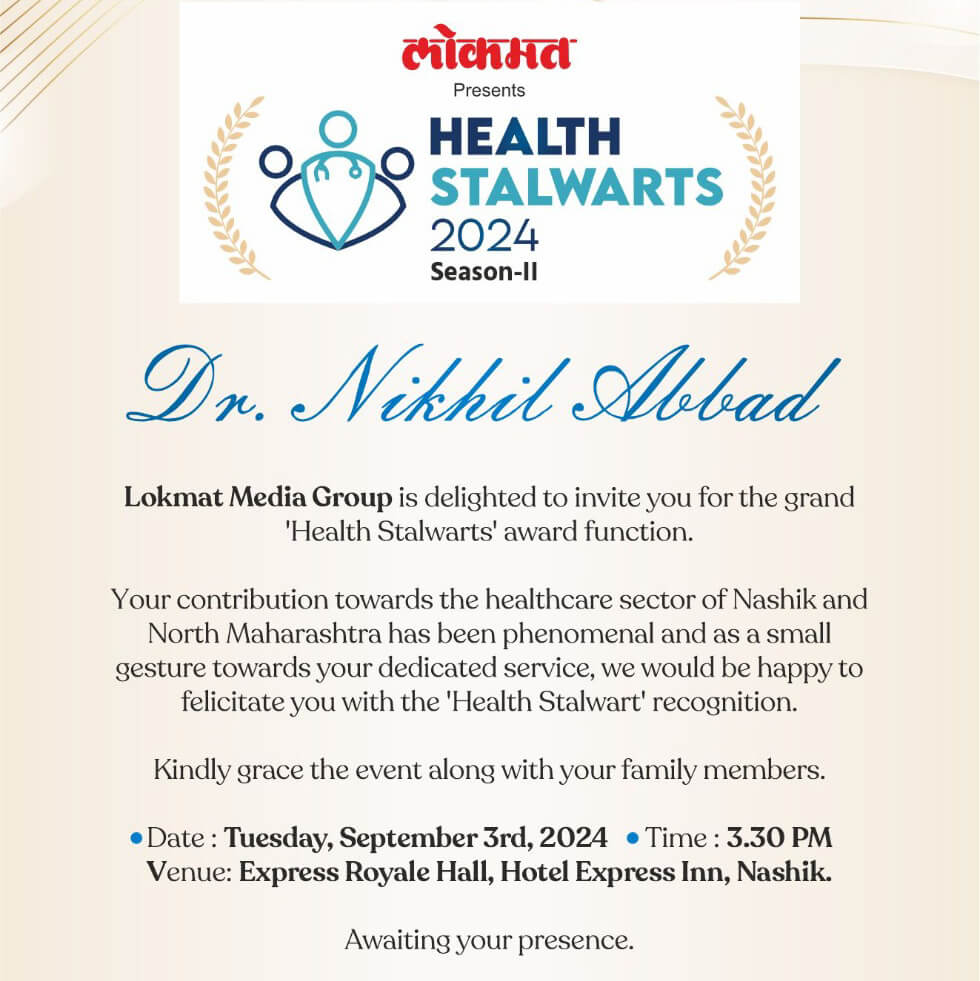 लोकमत
Presents
HEALTH
STALWARTS
2024
Season-II
Dr. Nikhil Abbad
Lokmat Media Group is delighted to invite you for the grand
'Health Stalwarts' award function.
Your contribution towards the healthcare sector of Nashik and
North Maharashtra has been phenomenal and as a small
gesture towards your dedicated service, we would be happy to
felicitate you with the 'Health Stalwart' recognition.
Kindly grace the event along with your family members.
• Date : Tuesday, September 3rd, 2024 • Time : 3.30 PM
Venue: Express Royale Hall, Hotel Express Inn, Nashik.
Awaiting your presence.